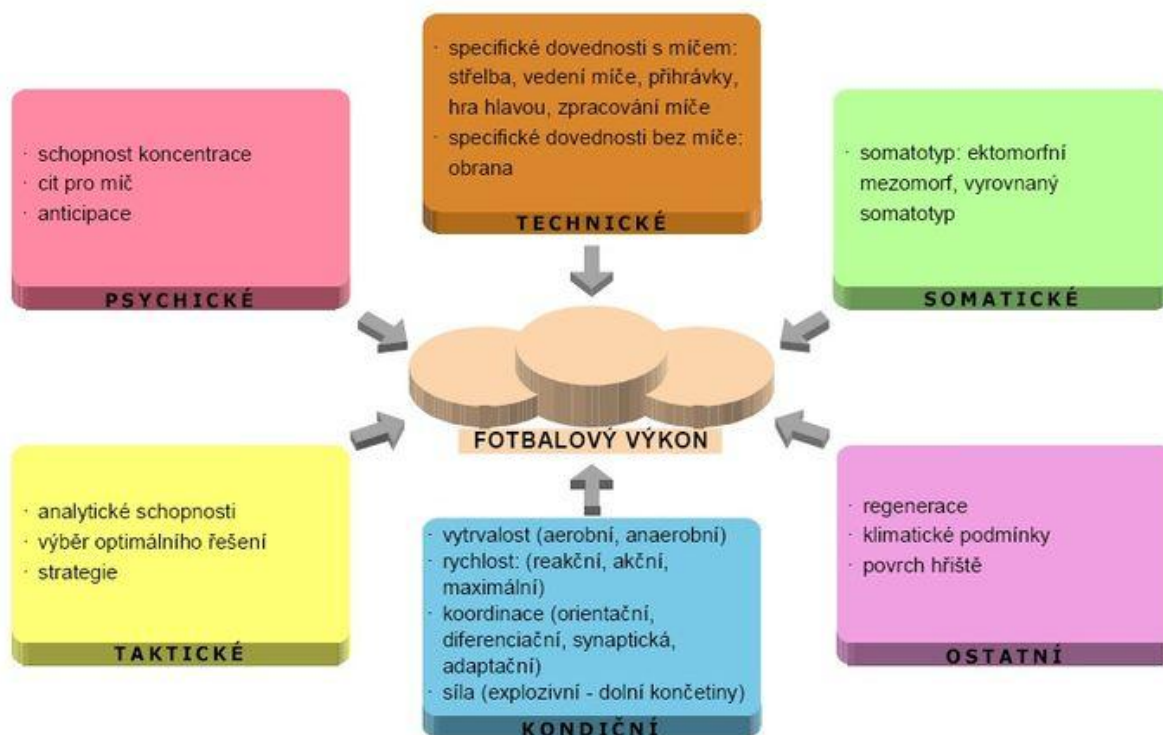 · specifické dovednosti s míčem:
střelba, vedení míče, přihrávky,
hra hlavou, zpracování míče
· specifické dovednosti bez míče:
obrana
TECHNICKÉ
· schopnost koncentrace
· cit pro míč
· anticipace
PSYCHICKÉ
· somatotyp: ektomorfní
mezomorf, vyrovnaný
somatotyp
SOMATICKÉ
FOTBALOVÝ VÝKON
· analytické schopnosti
· výběr optimálního řešení
· strategie
TAKTICKÉ
· vytrvalost (aerobní, anaerobní)
· rychlost: (reakční, akční,
maximální)
· koordinace (orientační,
diferenciační, synaptická,
adaptační)
· síla (explozivní - dolní končetiny)
KONDIČNÍ
· regenerace
· klimatické podmínky
· povrch hřiště
OSTATNÍ